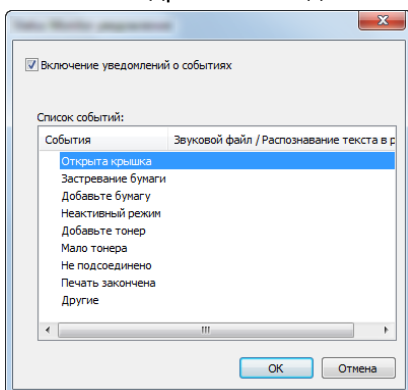 Включение уведомлений о событиях
Список событий:
События Звуковой файл / Распознавание текста в р
Открыта крышка
Застревание бумаги
Добавьте бумагу
Неактивный режим
Добавьте тонер
Мало тонера
Не подсоединено
Печать закончена
Другие
OK Отмена